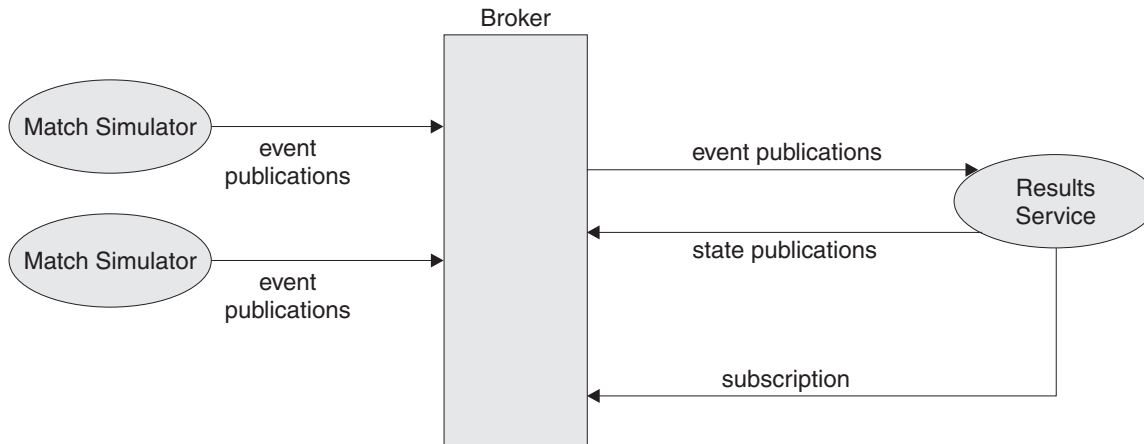 Broker
Match Simulator
event
publications
Match Simulator
event
publications
event publications
Results
Service
state publications
subscription